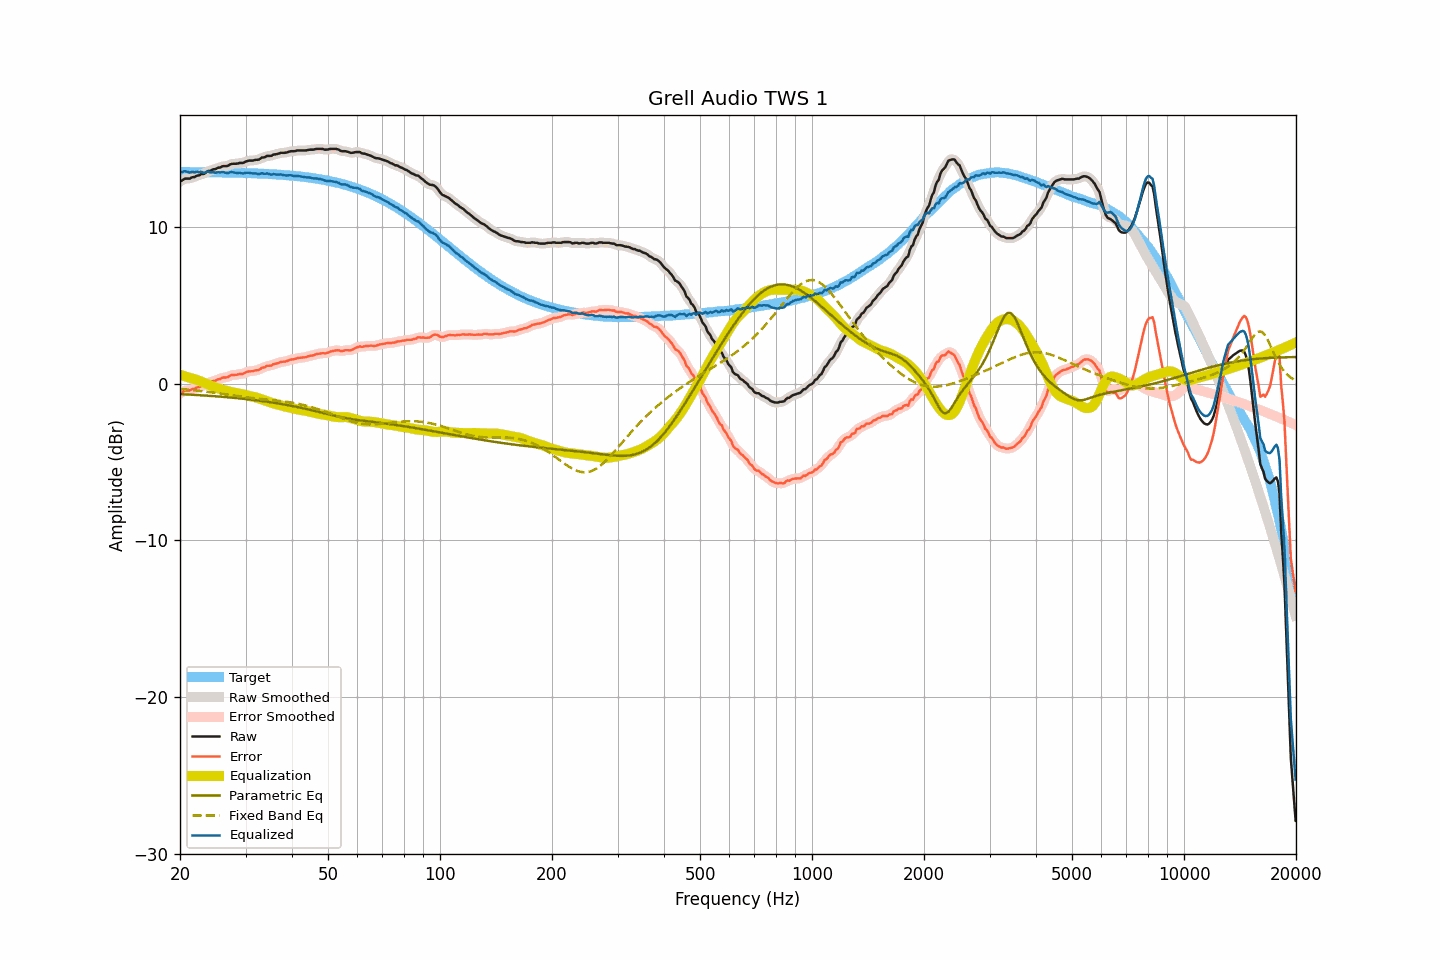 Grell Audio TWS 1
Amplitude (dBr)
10
0
−10
−20
−30
Target
Raw Smoothed
Error Smoothed
Raw
Error
Equalization
Parametric Eq
Fixed Band Eq
Equalized
20 50 100 200 500 1000 2000 5000 10000 20000
Frequency (Hz)